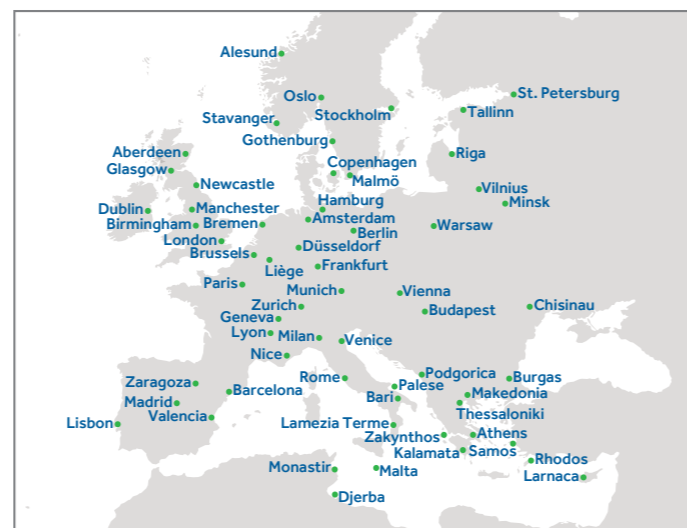 Alesund
Oslo
St. Petersburg
Stockholm
Tallinn
Stavanger
Gothenburg
Aberdeen
Copenhagen
Riga
Glasgow
Malmö
Newcastle
Vilnius
Minsk
Dublin
Manchester
Hamburg
Birmingham
Bremen
Amsterdam
Warsaw
Berlin
London
Düsseldorf
Brussels
Liège
Frankfurt
Paris
Munich
Vienna
Zurich
Budapest
Chisinau
Geneva
Lyon
Milan
Venice
Nice
Zaragoza
Rome
Podgorica
Burgas
Barcelona
Palese
Makedonia
Madrid
Bari
Valencia
Thessaloniki
Lisbon
Lamezia Terme
Zakynthos
Athens
Kalamata
Samos
Monastir
Malta
Rhodos
Larnaca
Djerba